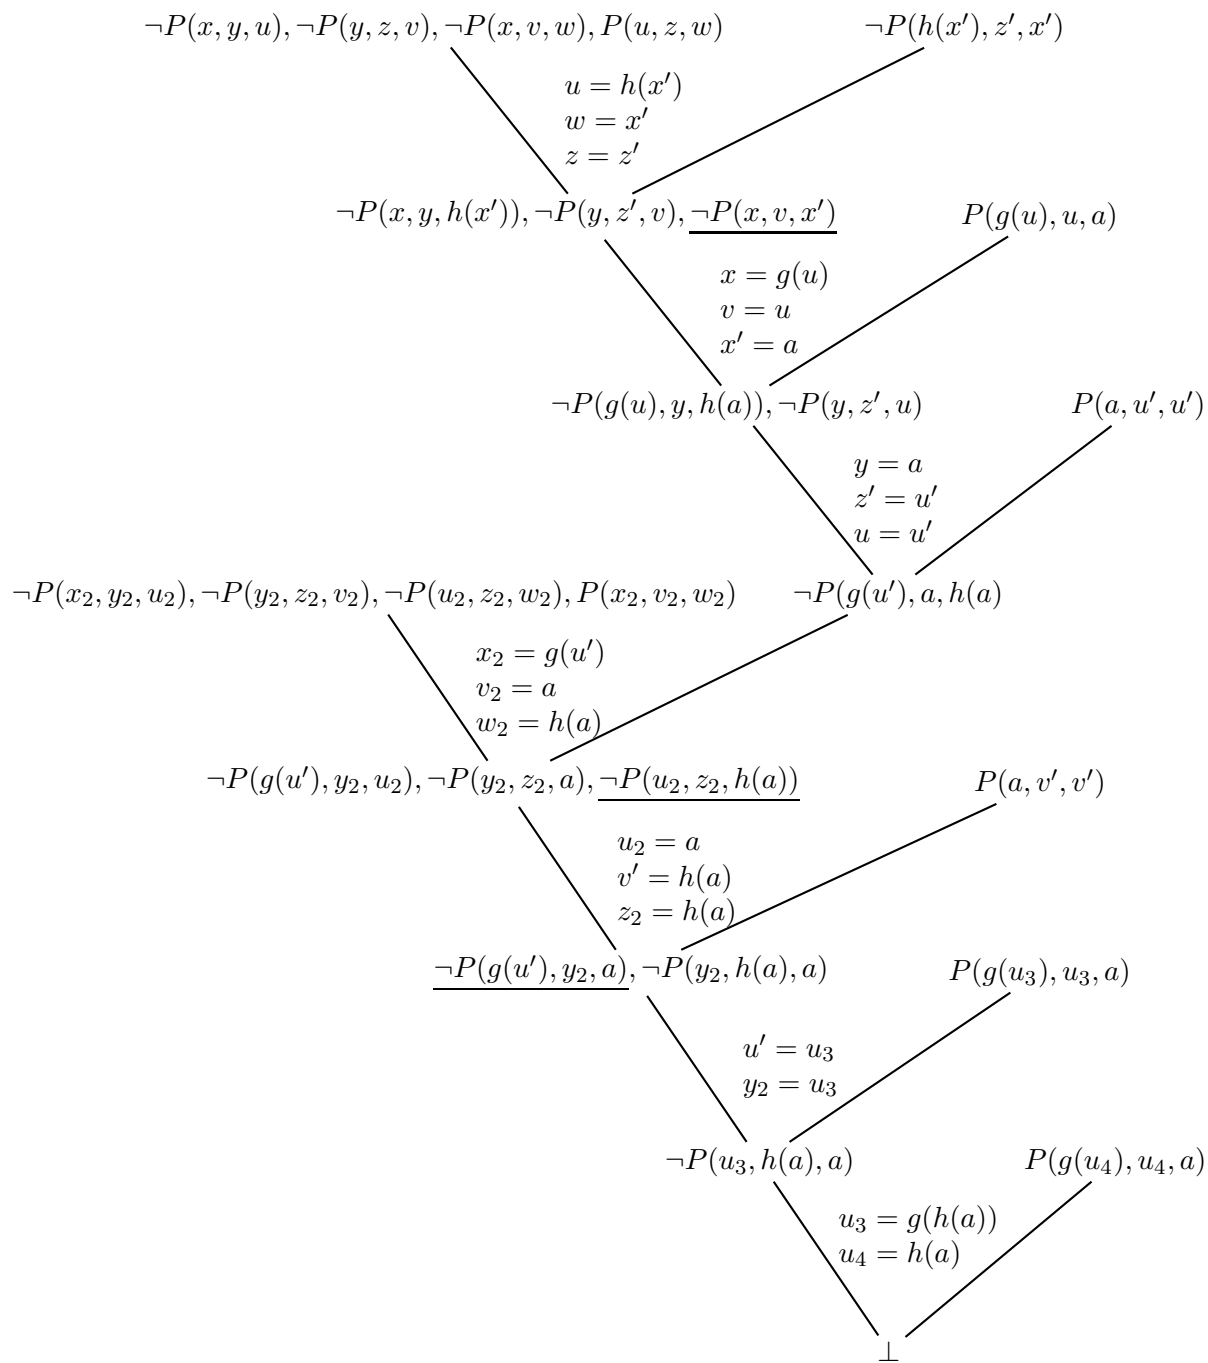 ¬P(x, y, u), ¬P(y, z, v), ¬P(x, v, w), P(u, z, w) ¬P(h(x′), z′, x′)
u = h(x′)
w = x′
z = z′
¬P(x, y, h(x′)), ¬P(y, z′, v), ¬P(x, v, x′) P(g(u), u, a)
x = g(u)
v = u
x′ = a
¬P(g(u), y, h(a)), ¬P(y, z′, u) P(a, u′, u′)
y = a
z′ = u′
u = u′
¬P(x₂, y₂, u₂), ¬P(y₂, z₂, v₂), ¬P(u₂, z₂, w₂), P(x₂, v₂, w₂) ¬P(g(u′), a, h(a)
x₂ = g(u′)
v₂ = a
w₂ = h(a)
¬P(g(u′), y₂, u₂), ¬P(y₂, z₂, a), ¬P(u₂, z₂, h(a)) P(a, v′, v′)
u₂ = a
v′ = h(a)
z₂ = h(a)
¬P(g(u′), y₂, a), ¬P(y₂, h(a), a) P(g(u₃), u₃, a)
u′ = u₃
y₂ = u₃
¬P(u₃, h(a), a) P(g(u₄), u₄, a)
u₃ = g(h(a))
u₄ = h(a)
⊥